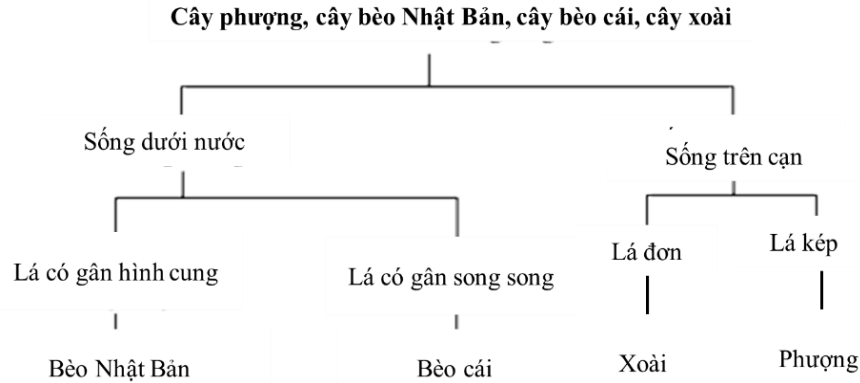 Cây phượng, cây bèo Nhật Bản, cây bèo cái, cây xoài
Sống dưới nước
Sống trên cạn
Lá có gân hình cung
Lá có gân song song
Lá đơn
Lá kép
Bèo Nhật Bản
Bèo cái
Xoài
Phượng